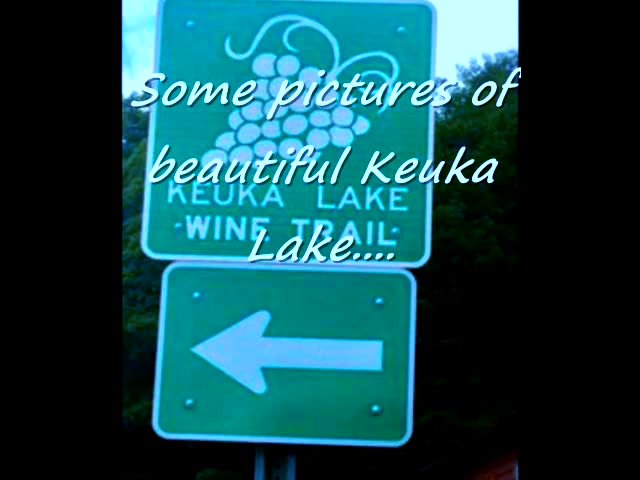 Some pictures of
beautiful Keuka
KEUKA LAKE
WINE TRAIL
Lake....